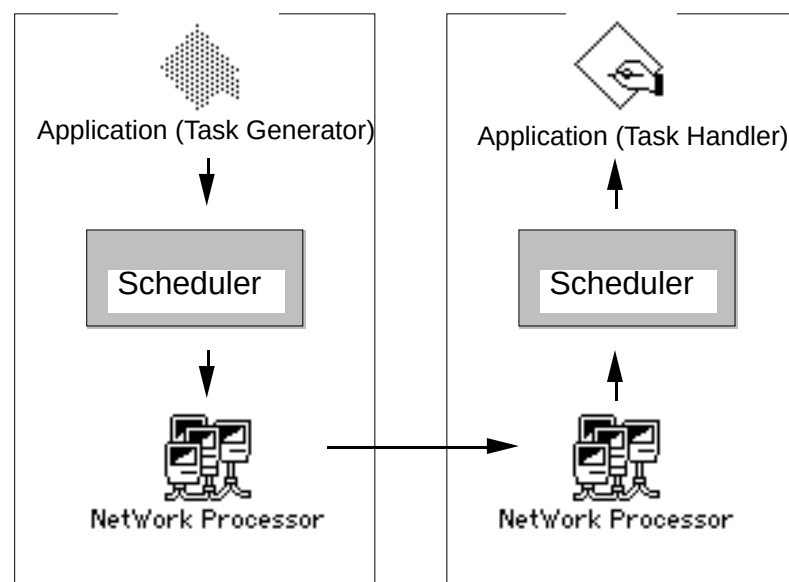 Application (Task Generator)
Application (Task Handler)
Scheduler
Scheduler
NetWork Processor
NetWork Processor